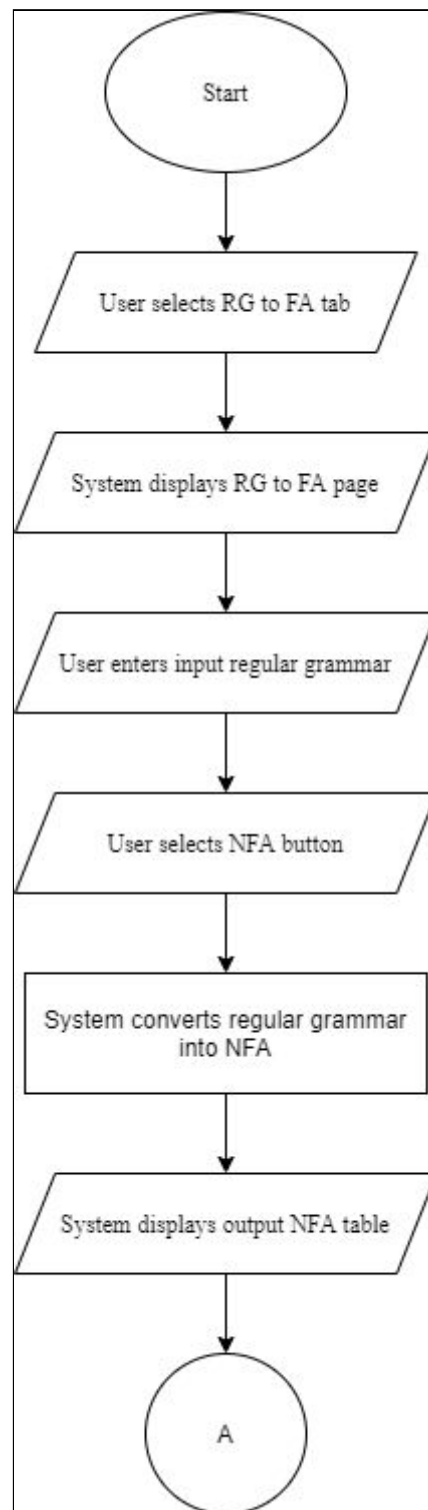 Start
User selects RG to FA tab
System displays RG to FA page
User enters input regular grammar
User selects NFA button
System converts regular grammar
into NFA
System displays output NFA table
A